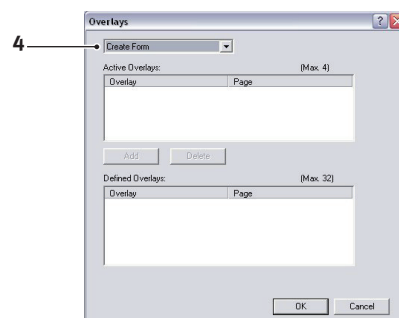 Overlays
4
Create Form
Active Overlays: (Max. 4)
Overlay Page
Add Delete
Defined Overlays: (Max. 32)
Overlay Page
OK Cancel